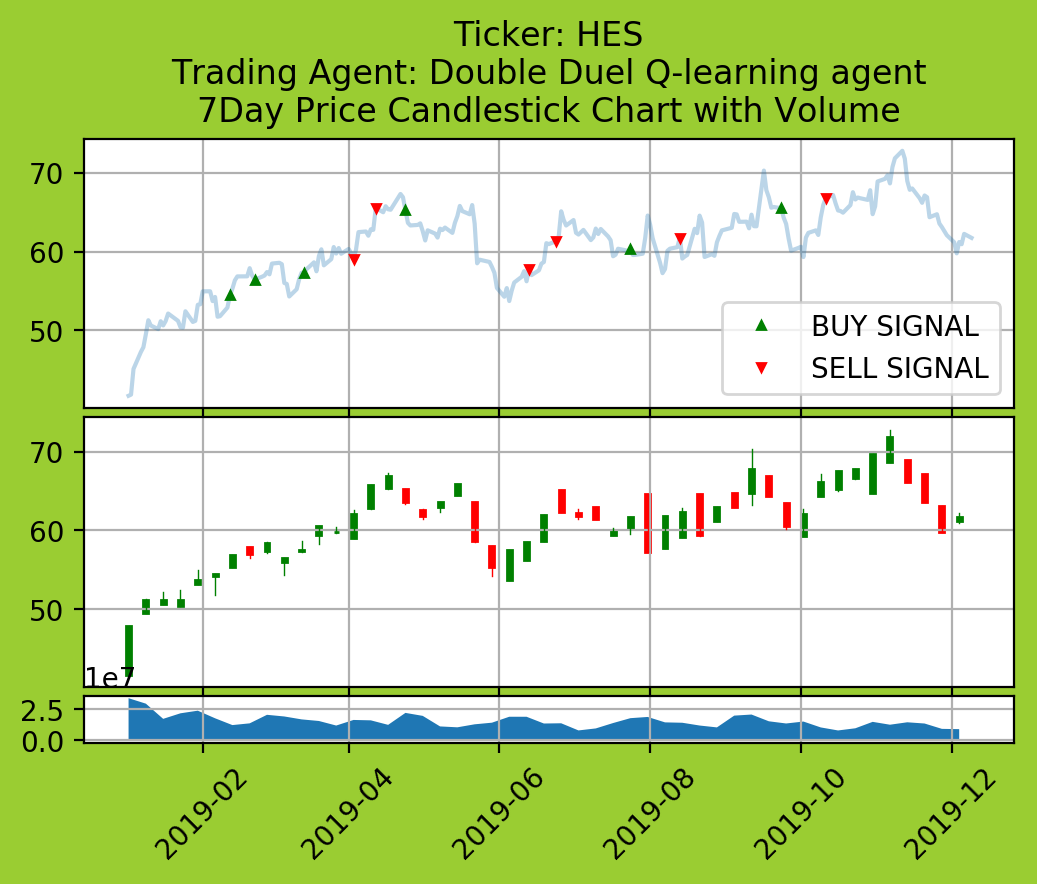 Ticker: HES
Trading Agent: Double Duel Q-learning agent
7Day Price Candlestick Chart with Volume
70
60
50
BUY SIGNAL
SELL SIGNAL
70
60
50
1e7
2.5
0.0
2019-02
2019-04
2019-06
2019-08
2019-10
2019-12